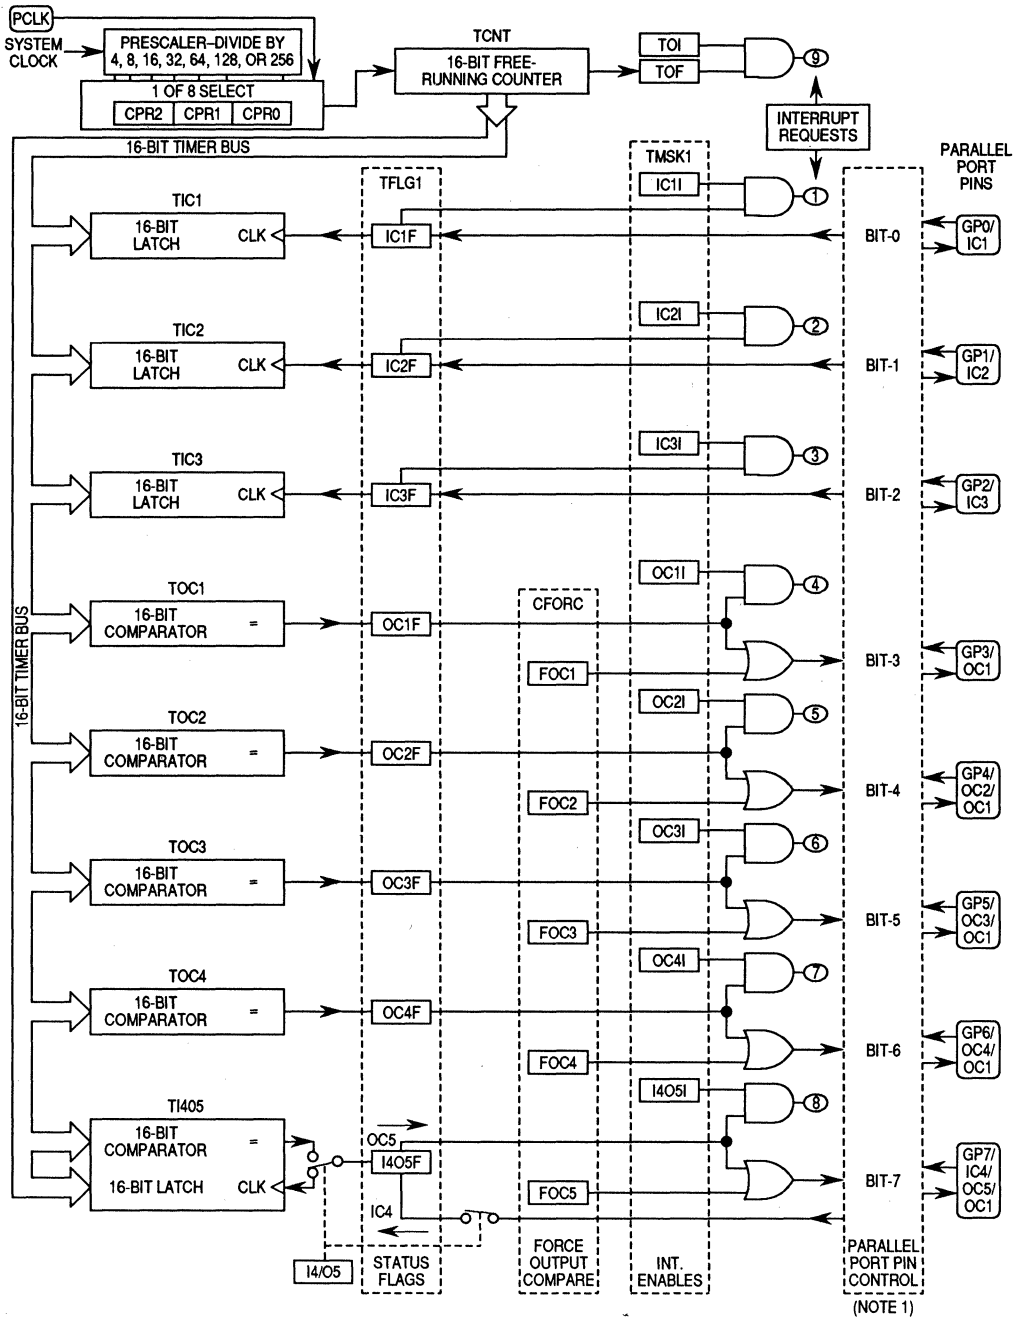 PCLK
SYSTEM
CLOCK
PRESCALER–DIVIDE BY
4, 8, 16, 32, 64, 128, OR 256
1 OF 8 SELECT
CPR2 CPR1 CPR0
TCNT
16-BIT FREE-
RUNNING COUNTER
TOI
TOF
9
INTERRUPT
REQUESTS
16-BIT TIMER BUS
16-BIT TIMER BUS
TFLG1
TMSK1
PARALLEL
PORT
PINS
TIC1
16-BIT
LATCH
CLK
IC1F
IC1I
1
BIT-0
GP0/
IC1
TIC2
16-BIT
LATCH
CLK
IC2F
IC2I
2
BIT-1
GP1/
IC2
TIC3
16-BIT
LATCH
CLK
IC3F
IC3I
3
BIT-2
GP2/
IC3
TOC1
16-BIT
COMPARATOR =
OC1F
CFORC
FOC1
OC1I
4
BIT-3
GP3/
OC1
TOC2
16-BIT
COMPARATOR =
OC2F
FOC2
OC2I
5
BIT-4
GP4/
OC2/
OC1
TOC3
16-BIT
COMPARATOR =
OC3F
FOC3
OC3I
6
BIT-5
GP5/
OC3/
OC1
TOC4
16-BIT
COMPARATOR =
OC4F
FOC4
OC4I
7
BIT-6
GP6/
OC4/
OC1
TI405
16-BIT
COMPARATOR =
16-BIT LATCH CLK
OC5
I4O5F
IC4
I4/O5
FOC5
I4O5I
8
BIT-7
GP7/
IC4/
OC5/
OC1
STATUS
FLAGS
FORCE
OUTPUT
COMPARE
INT.
ENABLES
PARALLEL
PORT PIN
CONTROL
(NOTE 1)